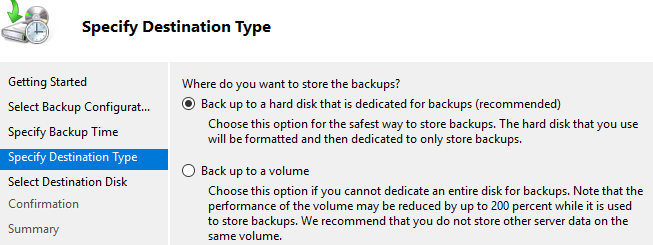 Specify Destination Type
Getting Started
Select Backup Configurat...
Specify Backup Time
Specify Destination Type
Select Destination Disk
Confirmation
Summary
Where do you want to store the backups?
Back up to a hard disk that is dedicated for backups (recommended)
Choose this option for the safest way to store backups. The hard disk that you use
will be formatted and then dedicated to only store backups.
Back up to a volume
Choose this option if you cannot dedicate an entire disk for backups. Note that the
performance of the volume may be reduced by up to 200 percent while it is used
to store backups. We recommend that you do not store other server data on the
same volume.